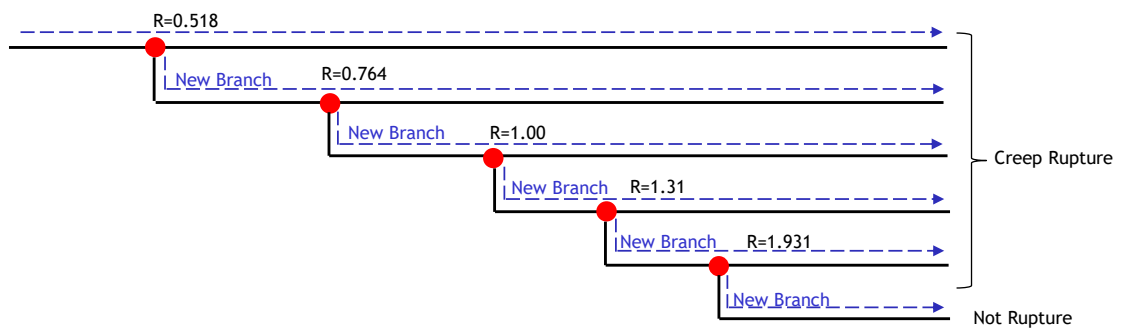 R=0.518
New Branch
R=0.764
New Branch
R=1.00
Creep Rupture
New Branch
R=1.31
New Branch
R=1.931
New Branch
Not Rupture